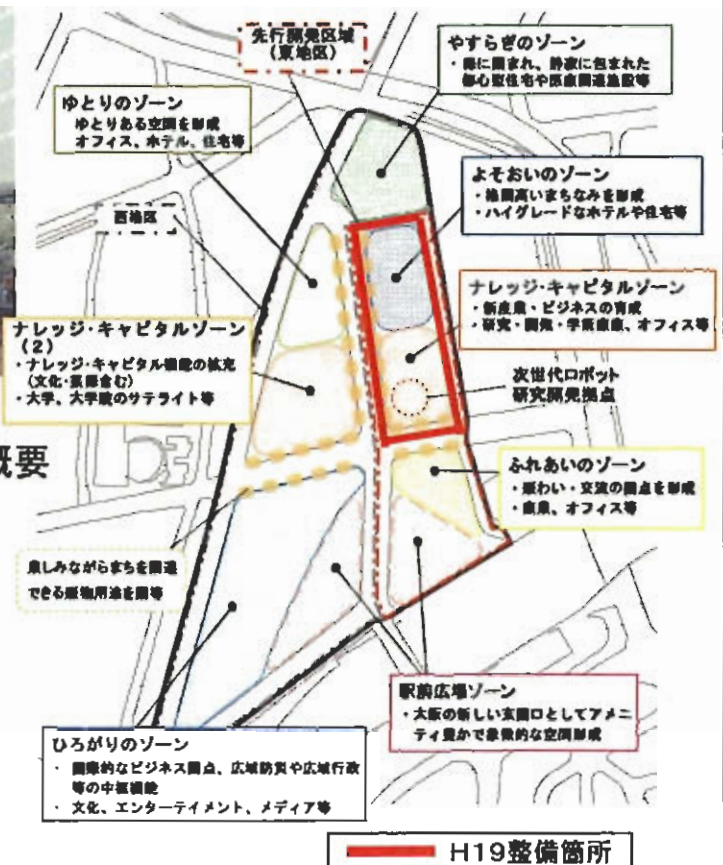 先行開発区域
(東地区)
やすらぎのゾーン
・緑に囲まれ、静寂に包まれた
都心型住宅や医療関連施設等
ゆとりのゾーン
ゆとりある空間を形成
オフィス、ホテル、住宅等
よそおいのゾーン
・格調高いまちなみを形成
・ハイグレードなホテルや住宅等
西地区
ナレッジ・キャピタルゾーン
・新産業・ビジネスの育成
・研究・開発・学術商業、オフィス等
ナレッジ・キャピタルゾーン
(2)
・ナレッジ・キャピタル機能の拡充
(文化・芸術含む)
・大学、大学院のサテライト等
次世代ロボット
研究開発拠点
概要
ふれあいのゾーン
・賑わい・交流の拠点を形成
・商業、オフィス等
楽しみながらまちを回遊
できる建物用途を誘導
駅前広場ゾーン
・大阪の新しい玄関口としてアメニ
ティ豊かで象徴的な空間形成
ひろがりのゾーン
・ 国際的なビジネス拠点、広域防災や広域行政
等の中枢機能
・ 文化、エンターテイメント、メディア等
H19整備箇所